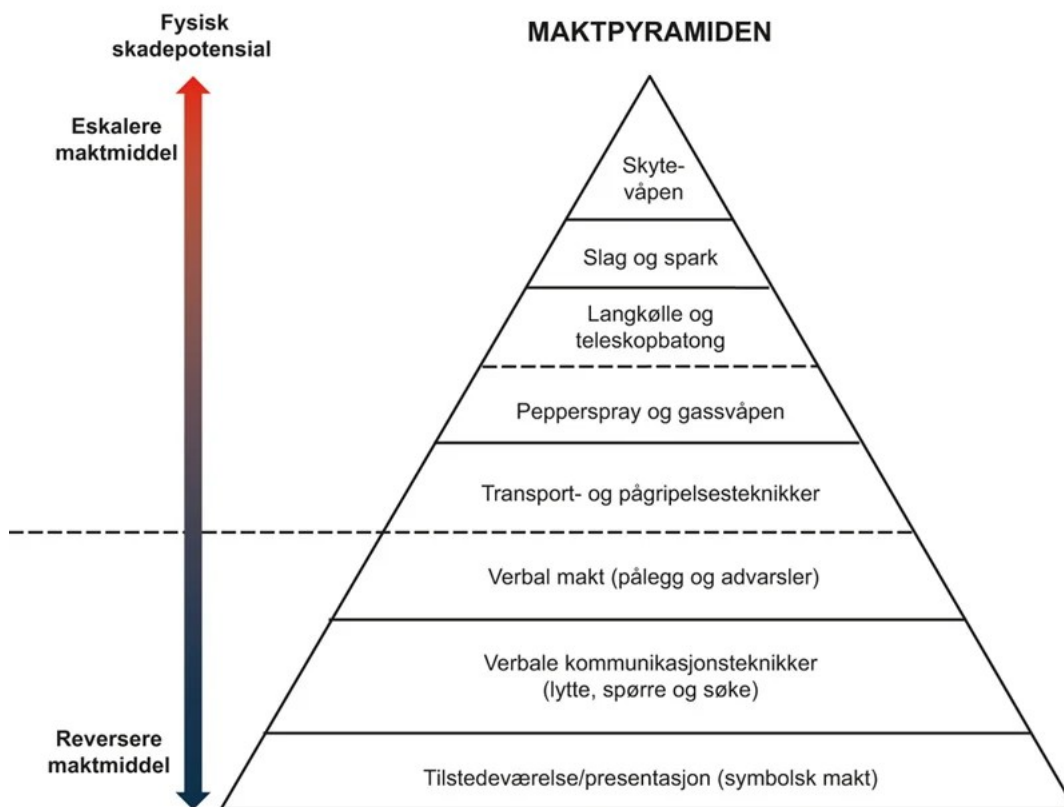 Fysisk
skadepotensial
MAKTPYRAMIDEN
Eskalere
maktmiddel
Skyte-
våpen
Slag og spark
Langkølle og
teleskopbatong
Pepperspray og gassvåpen
Transport- og pågripelsesteknikker
Verbal makt (pålegg og advarsler)
Verbale kommunikasjonsteknikker
(lytte, spørre og søke)
Reversere
maktmiddel
Tilstedeværelse/presentasjon (symbolsk makt)